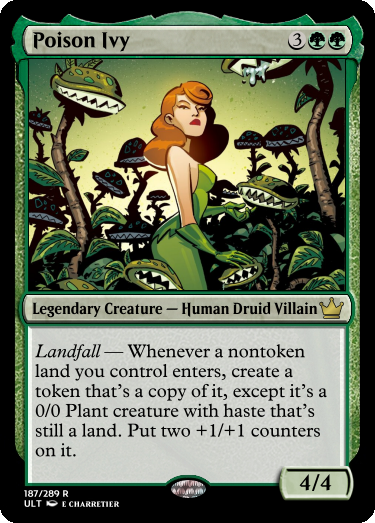 Poison Ivy 3
Legendary Creature — Human Druid Villain
Landfall — Whenever a nontoken
land you control enters, create a
token that's a copy of it, except it's a
0/0 Plant creature with haste that's
still a land. Put two +1/+1 counters
on it.
4/4
187/289 R
ULT E CHARRETIER